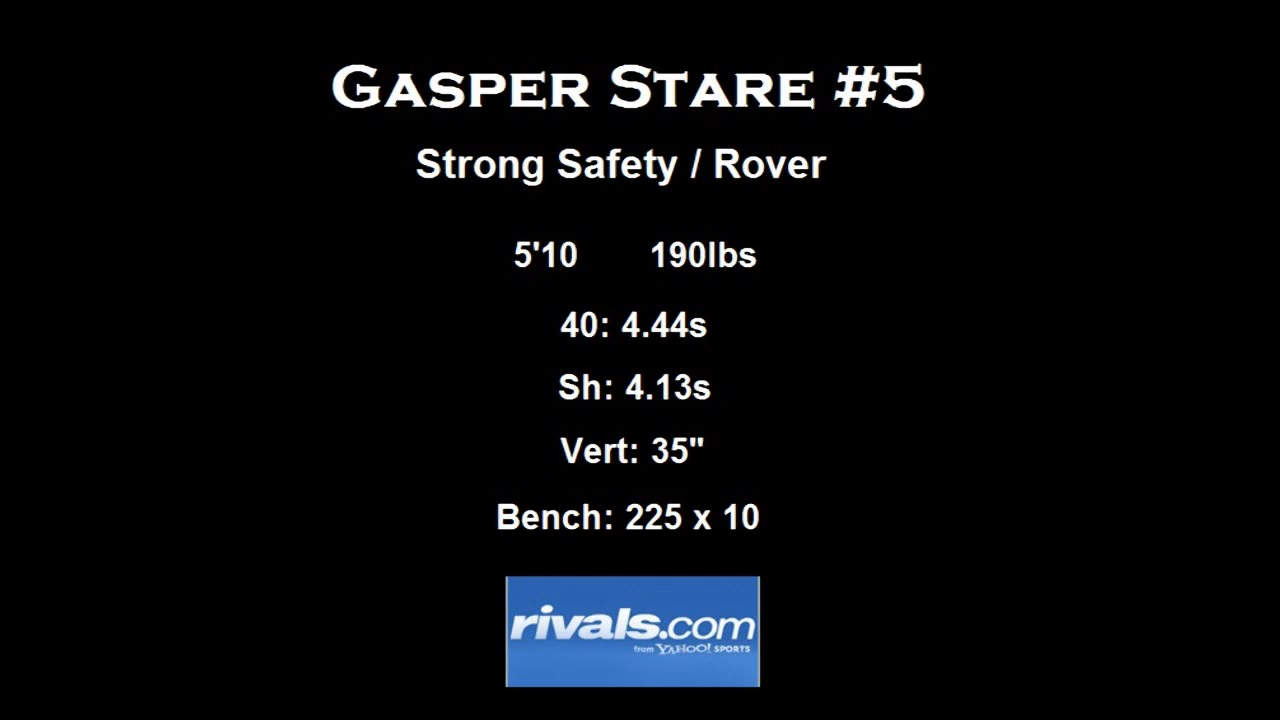 Gasper Stare #5
Strong Safety / Rover
5'10 190lbs
40: 4.44s
Sh: 4.13s
Vert: 35"
Bench: 225 x 10
rivals.com
from YAHOO! SPORTS